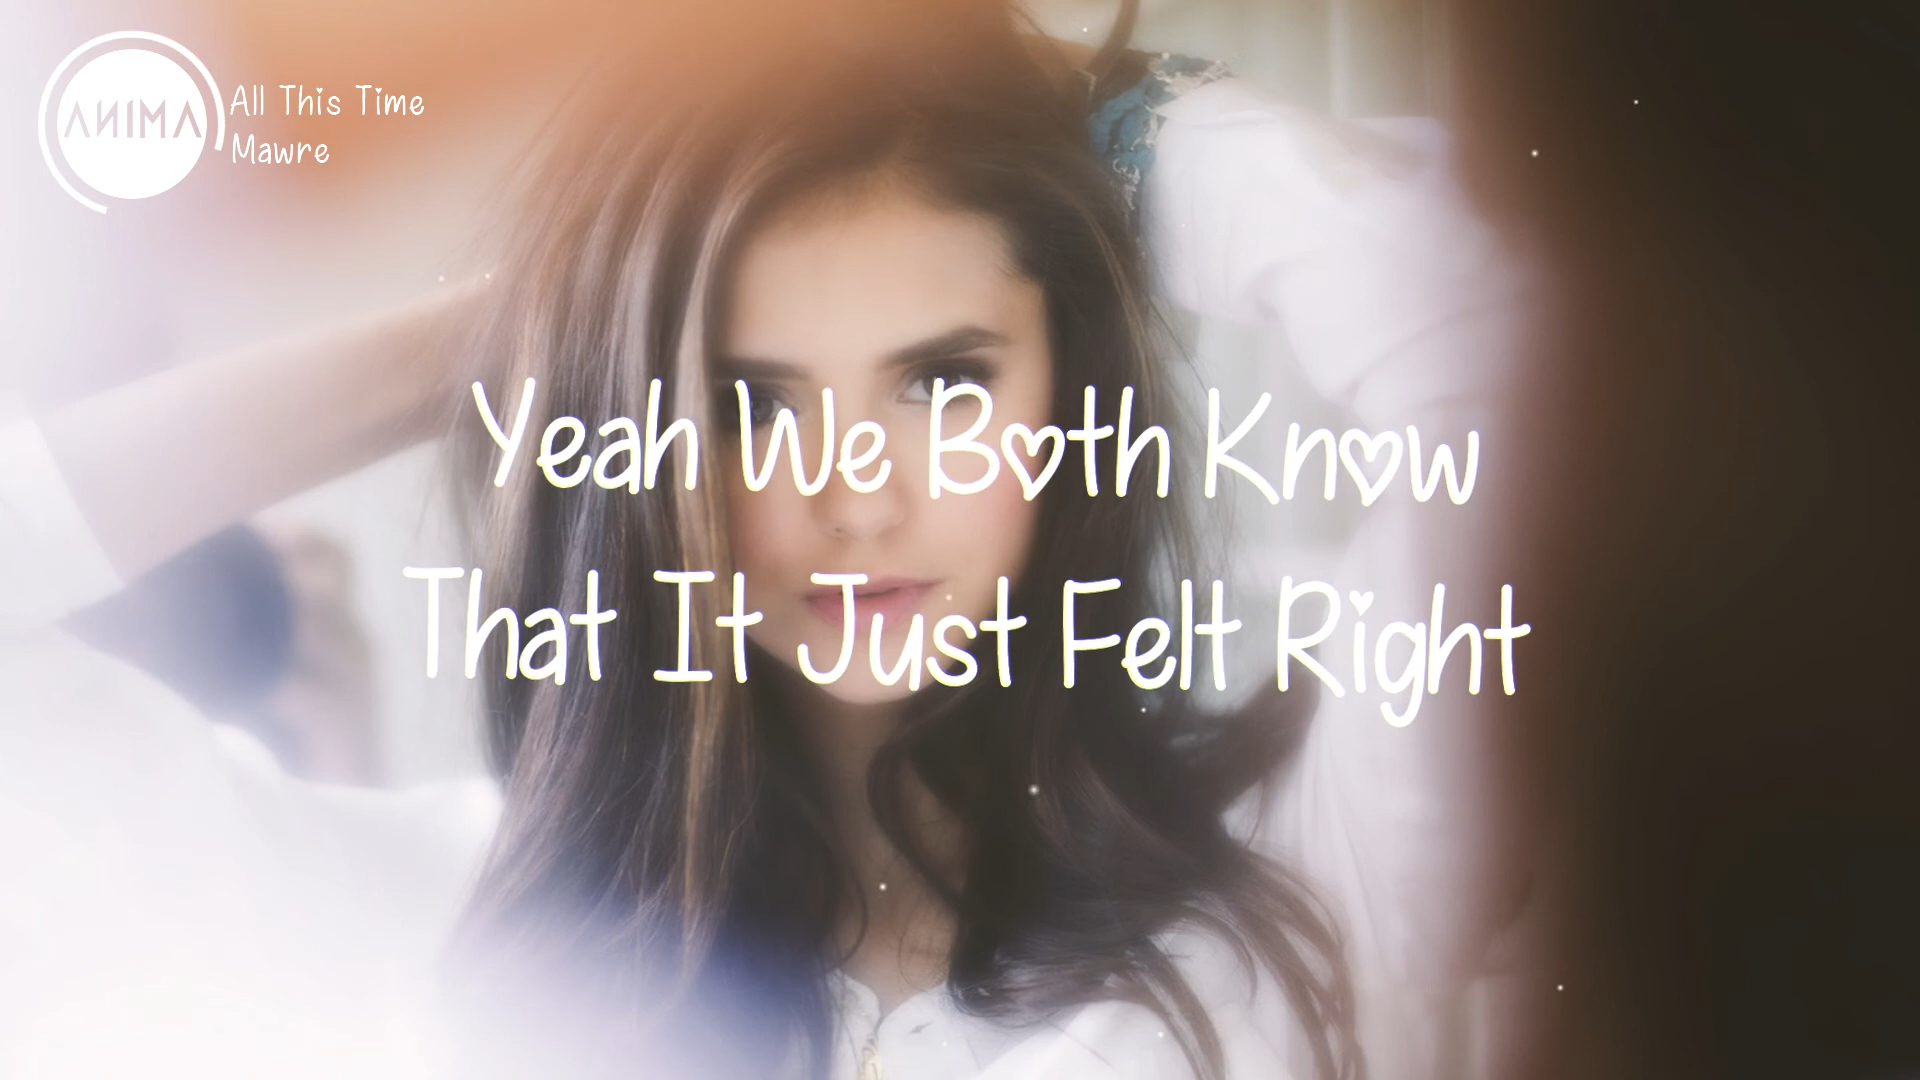 ANIMA
All This Time
Mawre
Yeah We Both Know
That It Just Felt Right